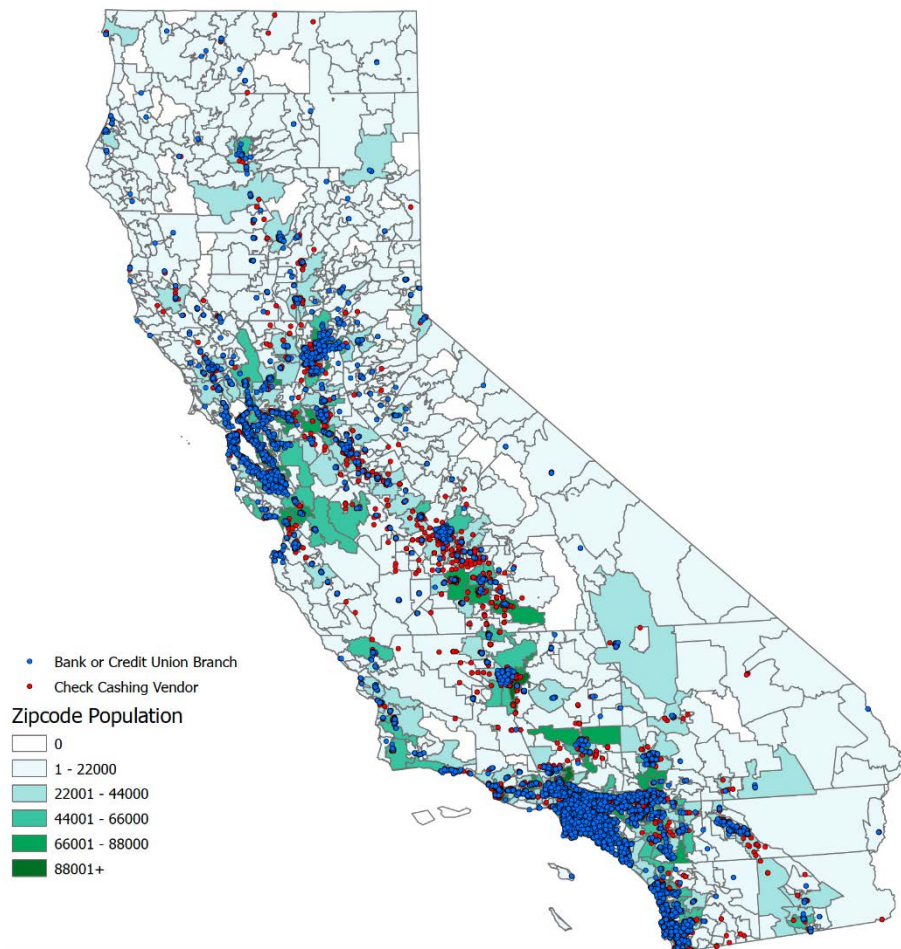 Bank or Credit Union Branch
Check Cashing Vendor
Zipcode Population
0
1 - 22000
22001 - 44000
44001 - 66000
66001 - 88000
88001+